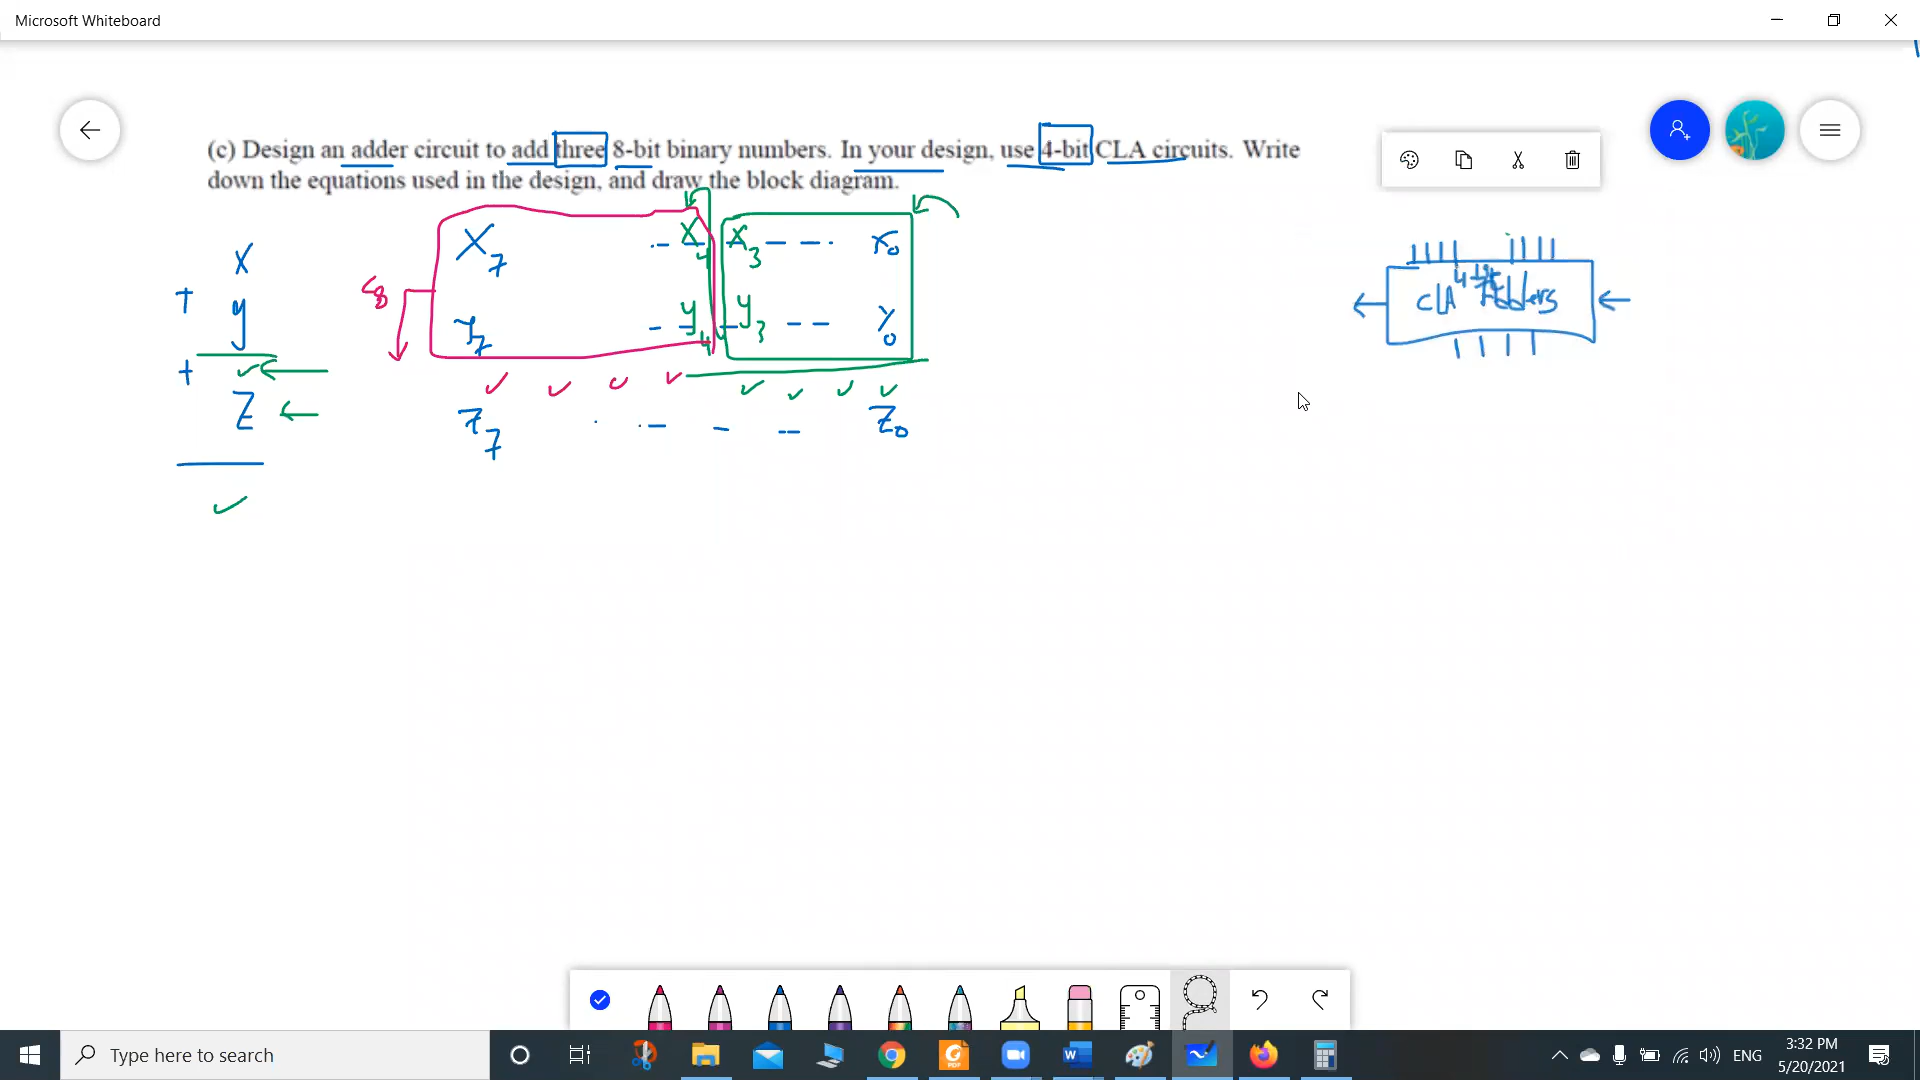 Microsoft Whiteboard
(c) Design an adder circuit to add three 8-bit binary numbers. In your design, use 4-bit CLA circuits. Write
down the equations used in the design, and draw the block diagram.
X
+ y
+ Z
X7 -- X4 X3 ---- x0
y7 -- y4 - y3 -- y0
C8
Z7 . .- - -- Z0
4 bit
CLA Adders
Type here to search
ENG
3:32 PM
5/20/2021